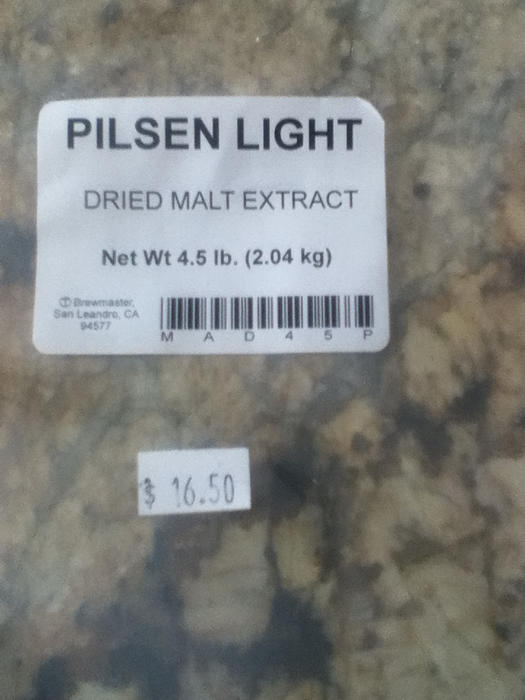 PILSEN LIGHT
DRIED MALT EXTRACT
Net Wt 4.5 lb. (2.04 kg)
Brewmaster,
San Leandro, CA
94577
M A D 4 5 P
$ 16.50